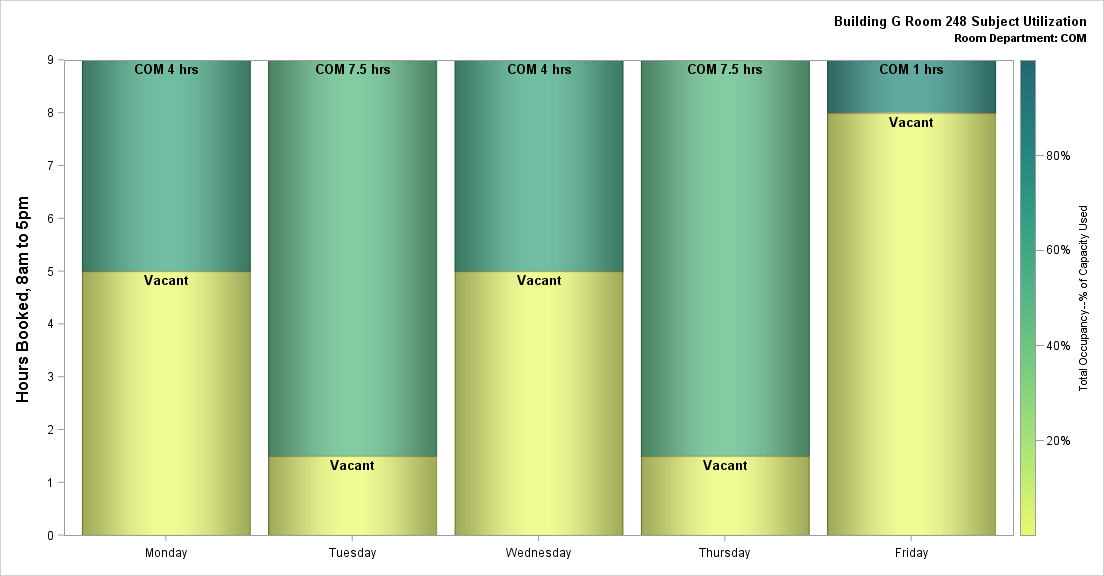 Building G Room 248 Subject Utilization
Room Department: COM
Hours Booked, 8am to 5pm
9
8
7
6
5
4
3
2
1
0
COM 4 hrs
Vacant
COM 7.5 hrs
Vacant
COM 4 hrs
Vacant
COM 7.5 hrs
Vacant
COM 1 hrs
Vacant
Monday
Tuesday
Wednesday
Thursday
Friday
80%
60%
40%
20%
Total Occupancy--% of Capacity Used